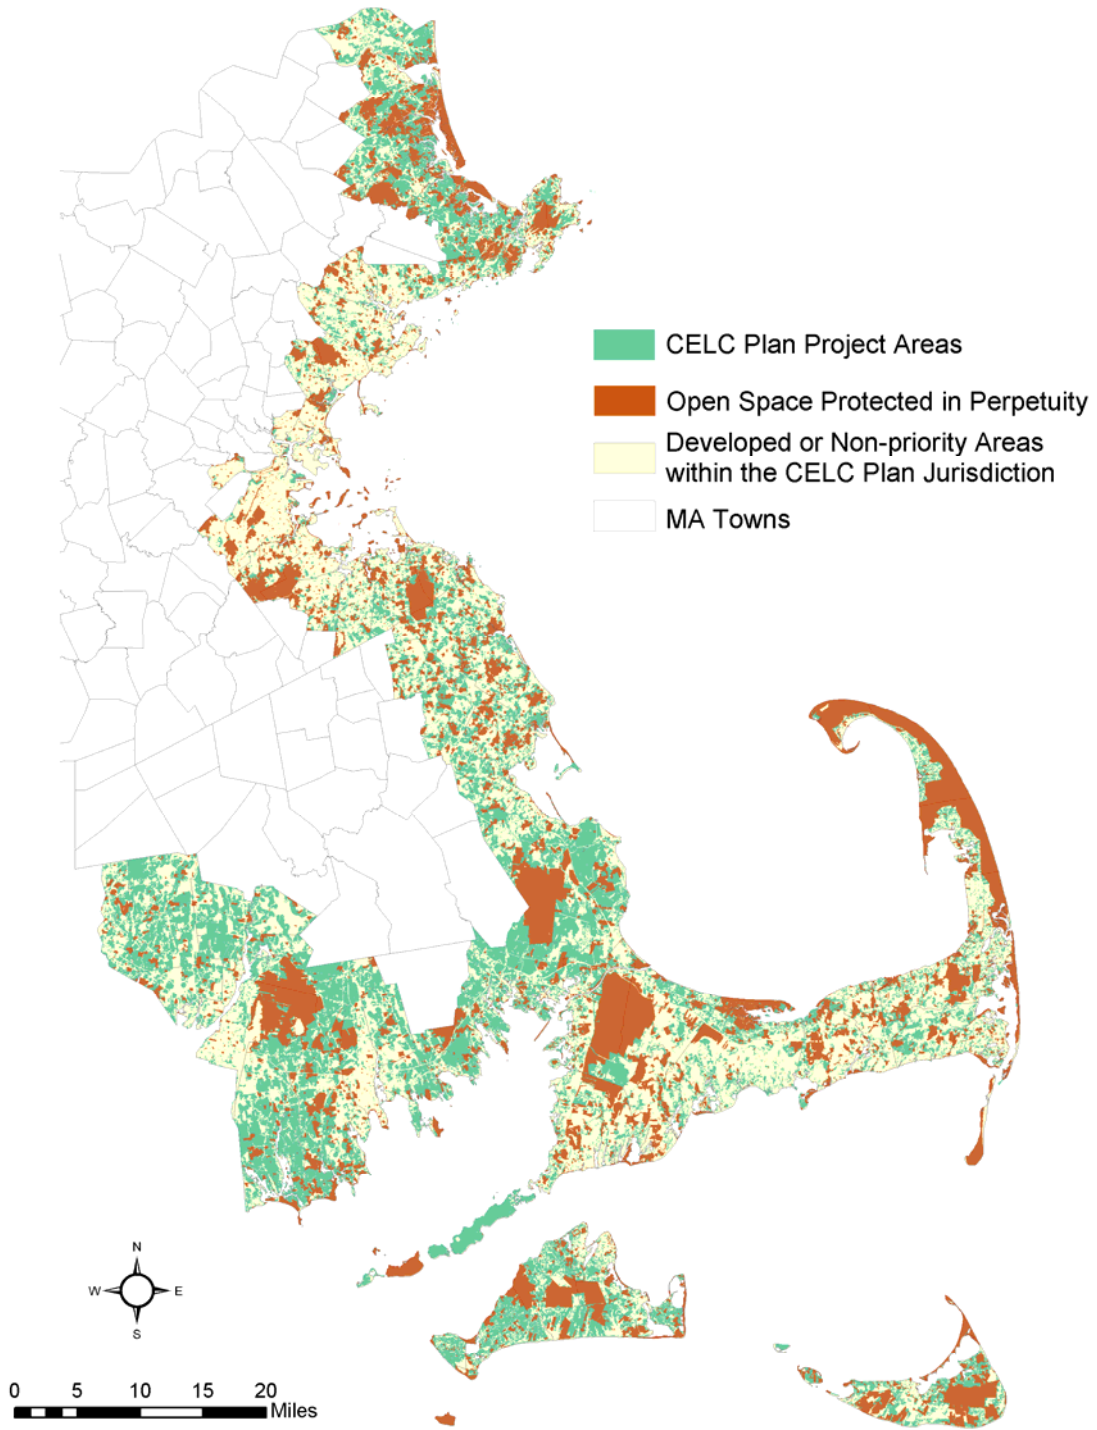 CELC Plan Project Areas
Open Space Protected in Perpetuity
Developed or Non-priority Areas
within the CELC Plan Jurisdiction
MA Towns
N
W E
S
0 5 10 15 20
Miles